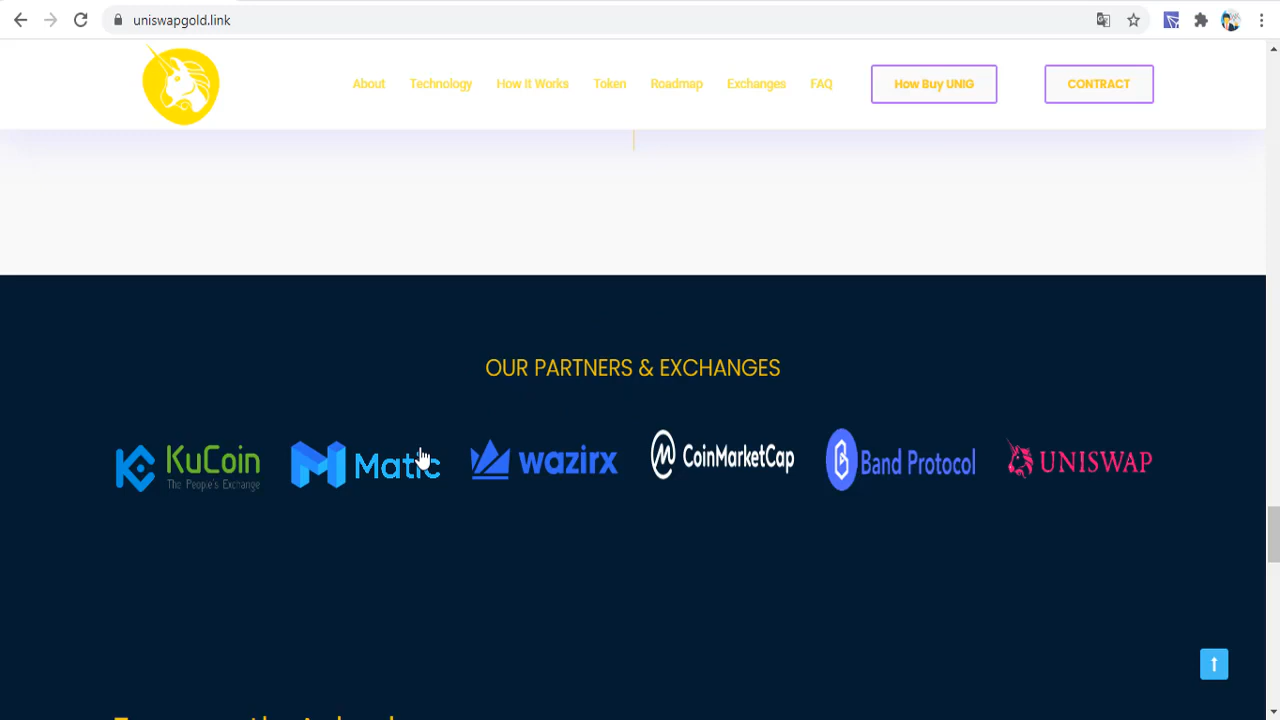 uniswapgold.link
About Technology How It Works Token Roadmap Exchanges FAQ How Buy UNIG CONTRACT
OUR PARTNERS & EXCHANGES
KuCoin
The People's Exchange
Matic
wazirx
CoinMarketCap
Band Protocol
UNISWAP